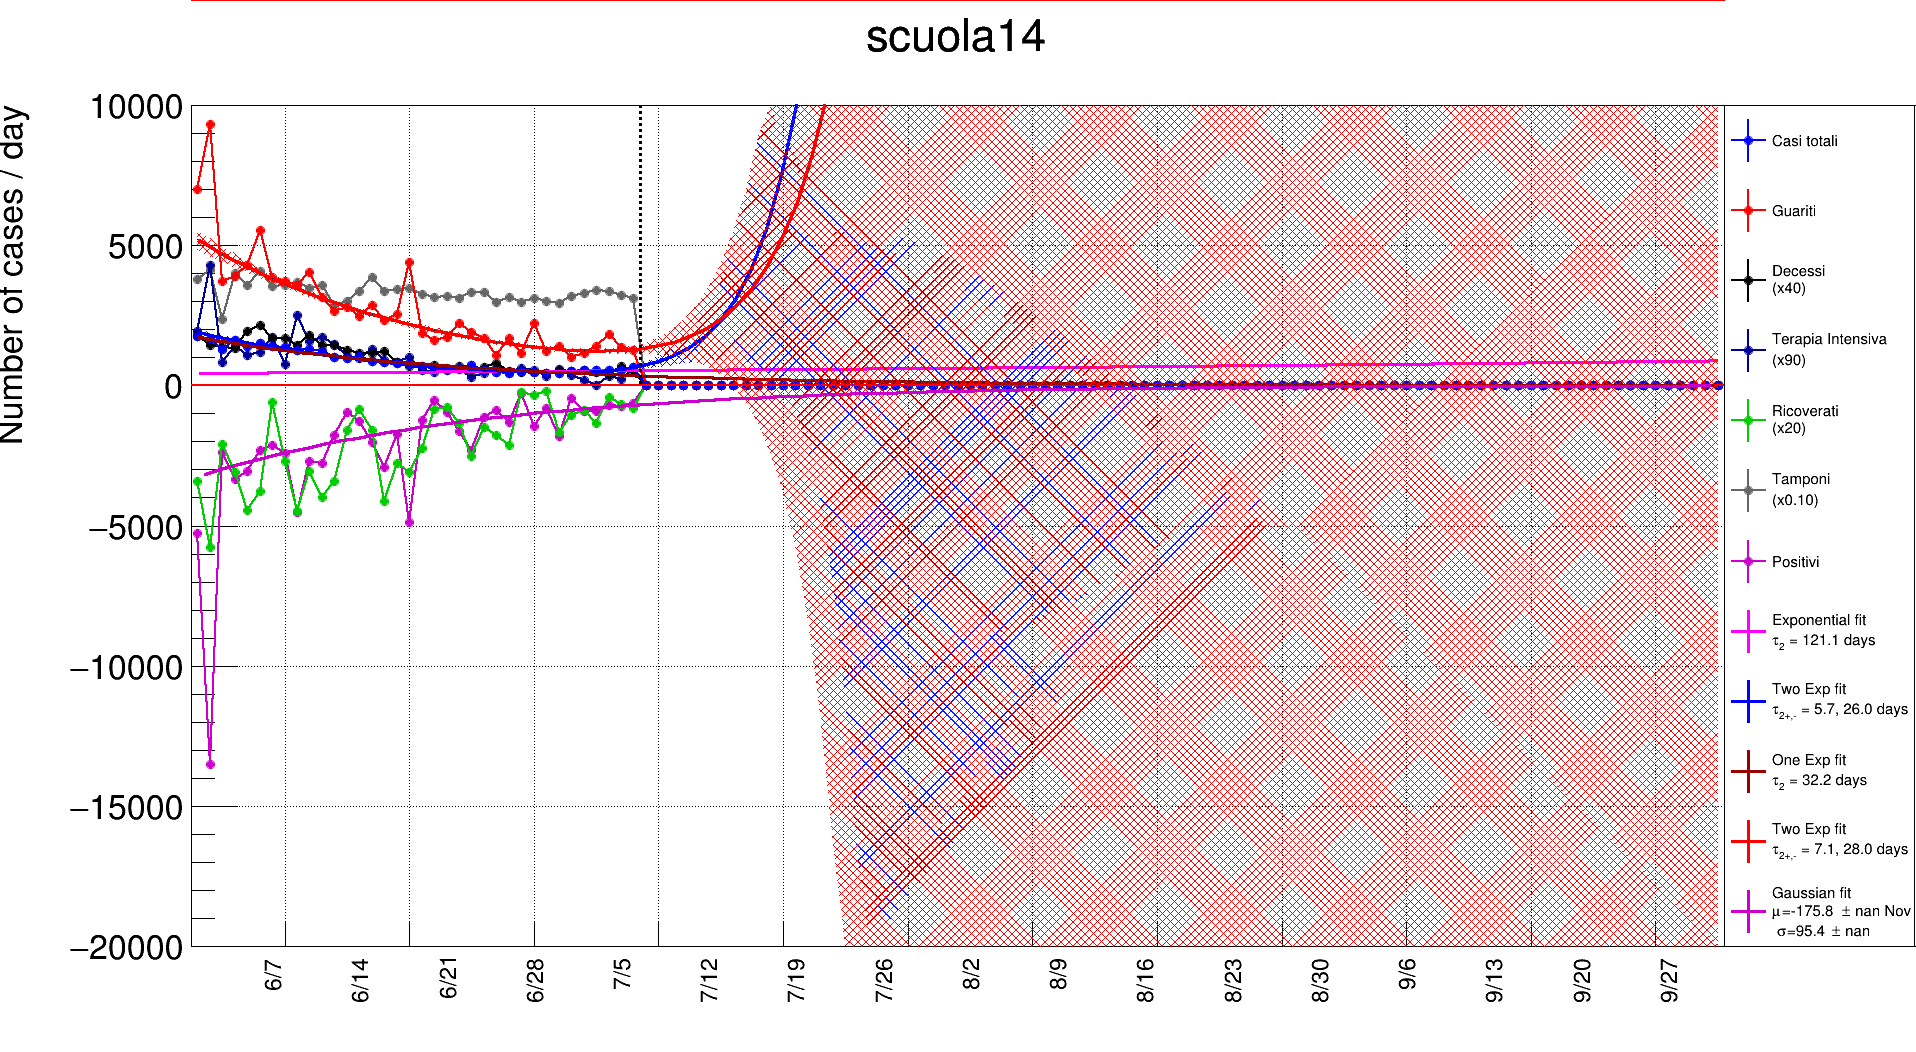 scuola14
Number of cases / day
10000
5000
0
−5000
−10000
−15000
−20000
6/7
6/14
6/21
6/28
7/5
7/12
7/19
7/26
8/2
8/9
8/16
8/23
8/30
9/6
9/13
9/20
9/27
Casi totali
Guariti
Decessi
(x40)
Terapia Intensiva
(x90)
Ricoverati
(x20)
Tamponi
(x0.10)
Positivi
Exponential fit
τ2 = 121.1 days
Two Exp fit
τ2+,- = 5.7, 26.0 days
One Exp fit
τ2 = 32.2 days
Two Exp fit
τ2+,- = 7.1, 28.0 days
Gaussian fit
μ=-175.8 ± nan Nov
σ=95.4 ± nan